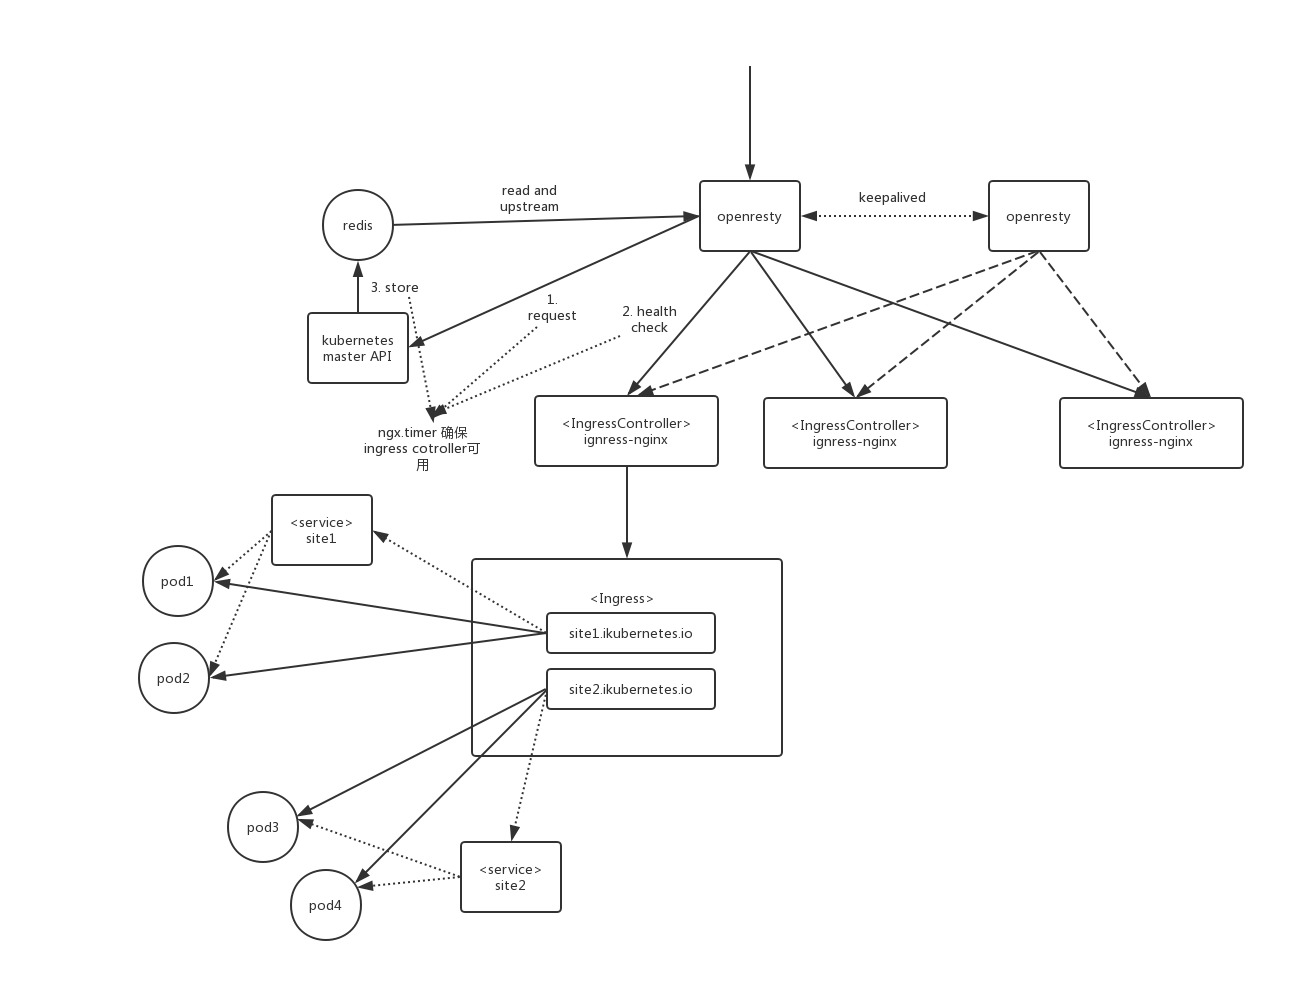 read and
upstream
keepalived
redis
openresty
openresty
3. store
1.
request
2. health
check
kubernetes
master API
ngx.timer 确保
ingress cotroller可
用
<IngressController>
ignress-nginx
<IngressController>
ignress-nginx
<IngressController>
ignress-nginx
<service>
site1
pod1
pod2
<Ingress>
site1.ikubernetes.io
site2.ikubernetes.io
pod3
<service>
site2
pod4